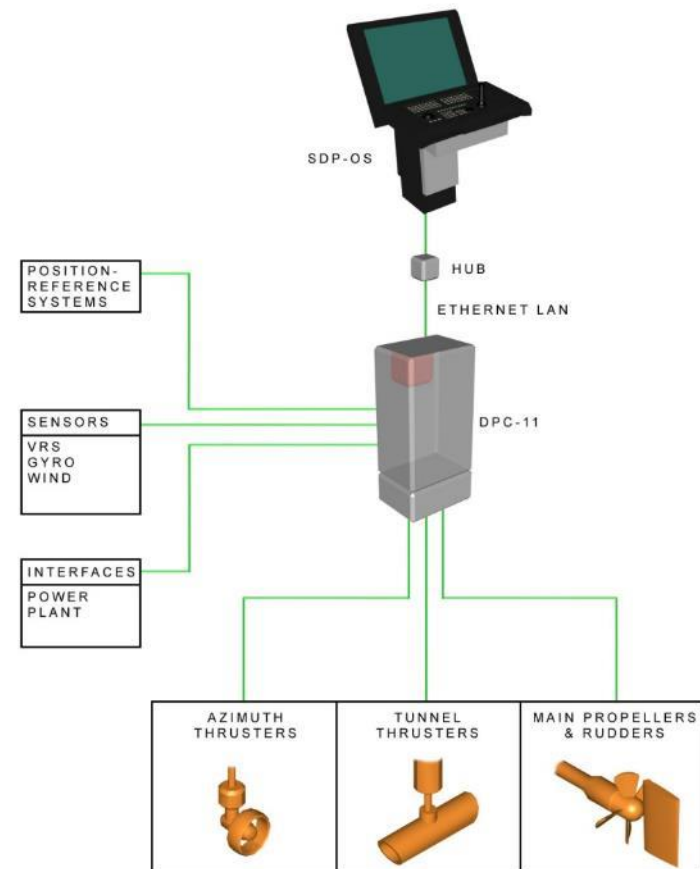 SDP-OS
HUB
ETHERNET LAN
DPC-11
POSITION-
REFERENCE
SYSTEMS
SENSORS
VRS
GYRO
WIND
INTERFACES
POWER
PLANT
AZIMUTH
THRUSTERS
TUNNEL
THRUSTERS
MAIN PROPELLERS
& RUDDERS